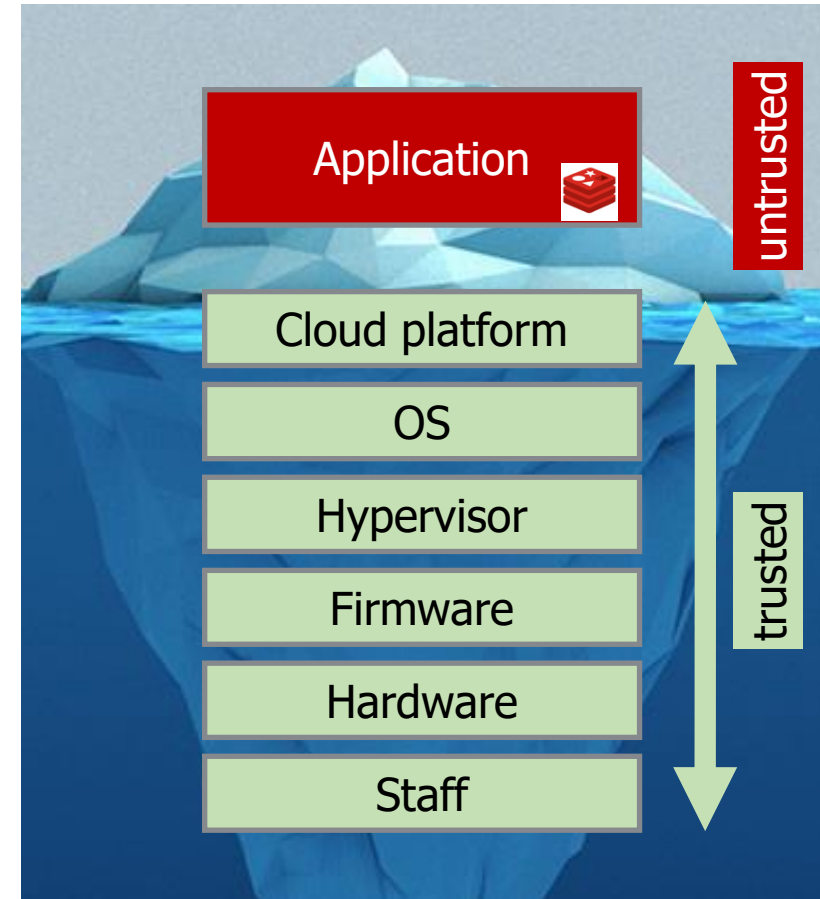 Application
untrusted
Cloud platform
OS
Hypervisor
Firmware
trusted
Hardware
Staff